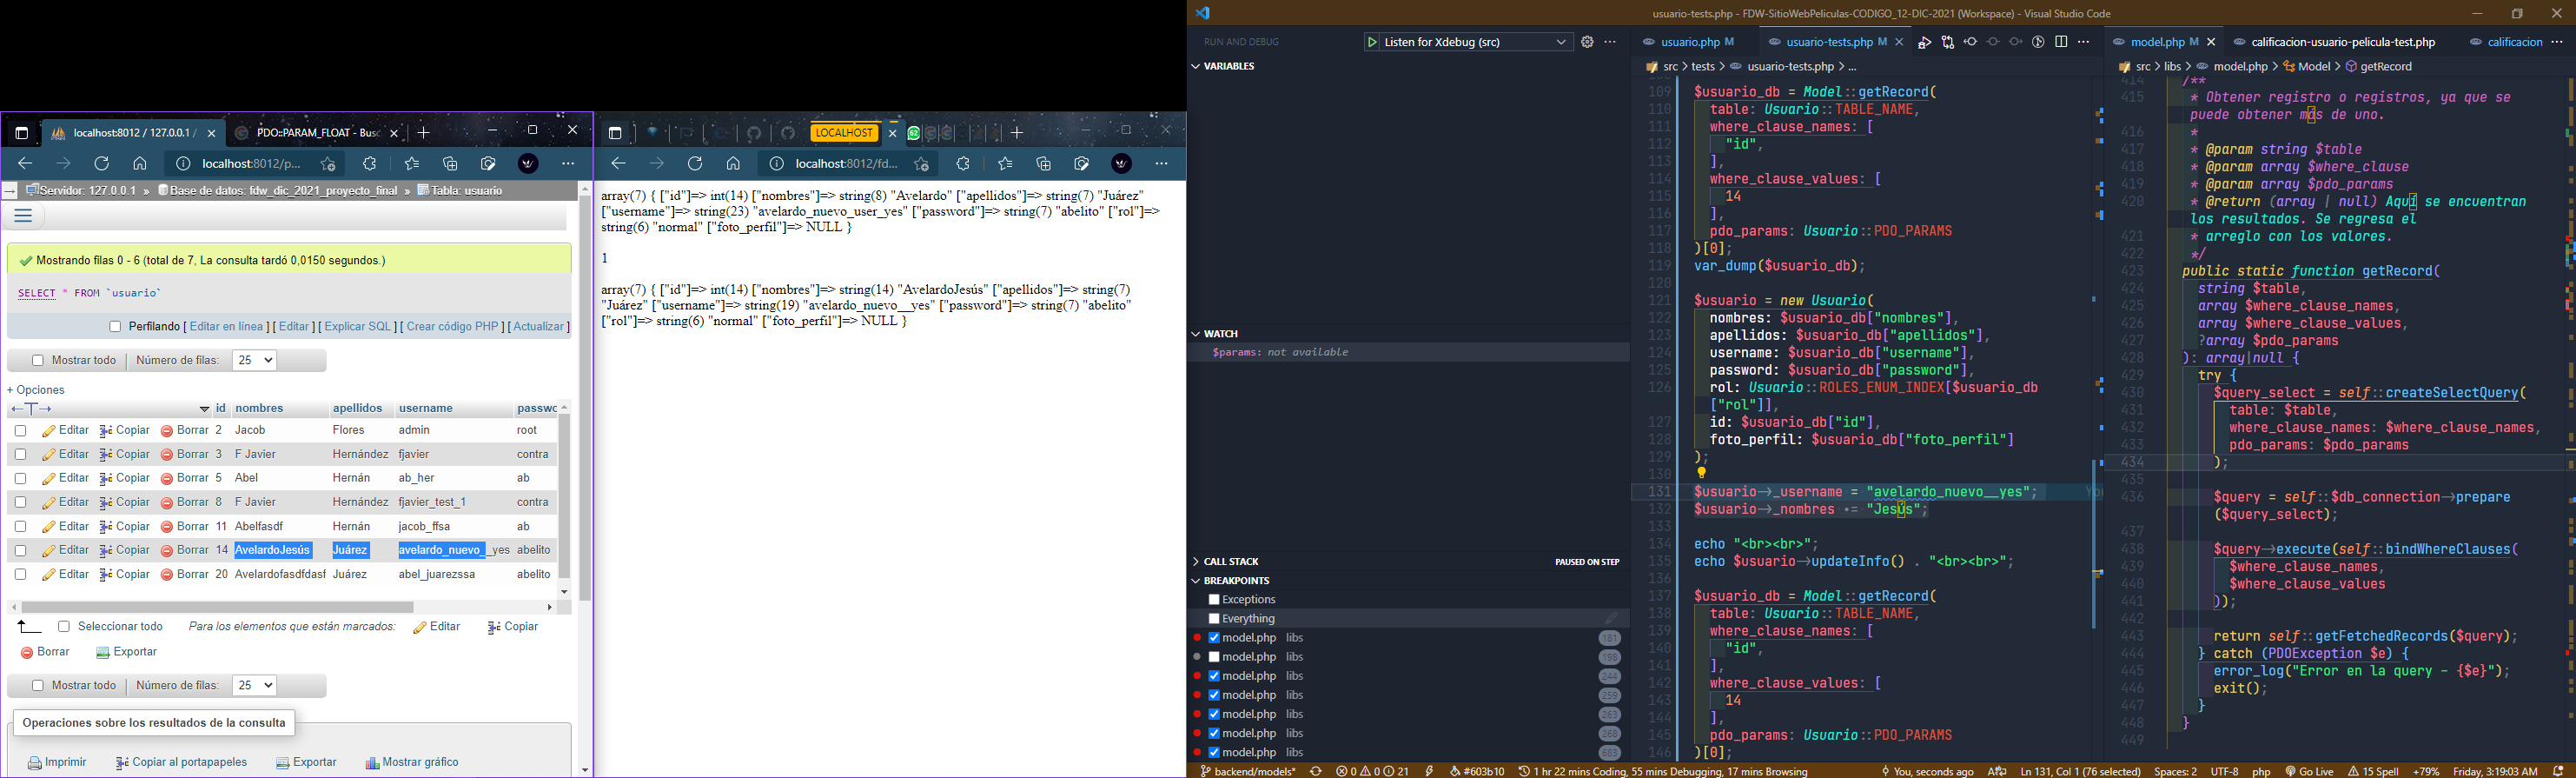 localhost:8012 / 127.0.0.1 /
PDO::PARAM_FLOAT - Busc
localhost:8012/p...
Servidor: 127.0.0.1 » Base de datos: fdw_dic_2021_proyecto_final » Tabla: usuario
Mostrando filas 0 - 6 (total de 7, La consulta tardó 0,0150 segundos.)
SELECT * FROM `usuario`
Perfilando [ Editar en línea ] [ Editar ] [ Explicar SQL ] [ Crear código PHP ] [ Actualizar ]
Mostrar todo | Número de filas: 25
+ Opciones
id nombres apellidos username passwo
Editar Copiar Borrar 2 Jacob Flores admin root
Editar Copiar Borrar 3 F Javier Hernández fjavier contra
Editar Copiar Borrar 5 Abel Hernán ab_her ab
Editar Copiar Borrar 8 F Javier Hernández fjavier_test_1 contra
Editar Copiar Borrar 11 Abelfasdf Hernán jacob_ffsa ab
Editar Copiar Borrar 14 AvelardoJesús Juárez avelardo_nuevo__yes abelito
Editar Copiar Borrar 20 Avelardofasdfdasf Juárez abel_juarezssa abelito
Seleccionar todo Para los elementos que están marcados: Editar Copiar
Borrar Exportar
Mostrar todo | Número de filas: 25
Operaciones sobre los resultados de la consulta
Imprimir Copiar al portapapeles Exportar Mostrar gráfico
LOCALHOST
62
localhost:8012/fd...
array(7) { ["id"]=> int(14) ["nombres"]=> string(8) "Avelardo" ["apellidos"]=> string(7) "Juárez"
["username"]=> string(23) "avelardo_nuevo_user_yes" ["password"]=> string(7) "abelito" ["rol"]=>
string(6) "normal" ["foto_perfil"]=> NULL }
1
array(7) { ["id"]=> int(14) ["nombres"]=> string(14) "AvelardoJesús" ["apellidos"]=> string(7)
"Juárez" ["username"]=> string(19) "avelardo_nuevo__yes" ["password"]=> string(7) "abelito"
["rol"]=> string(6) "normal" ["foto_perfil"]=> NULL }
usuario-tests.php - FDW-SitioWebPeliculas-CODIGO_12-DIC-2021 (Workspace) - Visual Studio Code
RUN AND DEBUG
Listen for Xdebug (src)
VARIABLES
WATCH
$params: not available
CALL STACK PAUSED ON STEP
BREAKPOINTS
Exceptions
Everything
model.php libs 181
model.php libs 198
model.php libs 244
model.php libs 259
model.php libs 263
model.php libs 268
model.php libs 683
usuario.php M
usuario-tests.php M
src > tests > usuario-tests.php > ...
109 $usuario_db = Model::getRecord(
110 table: Usuario::TABLE_NAME,
111 where_clause_names: [
112 "id",
113 ],
114 where_clause_values: [
115 14
116 ],
117 pdo_params: Usuario::PDO_PARAMS
118 )[0];
119 var_dump($usuario_db);
120
121 $usuario = new Usuario(
122 nombres: $usuario_db["nombres"],
123 apellidos: $usuario_db["apellidos"],
124 username: $usuario_db["username"],
125 password: $usuario_db["password"],
126 rol: Usuario::ROLES_ENUM_INDEX[$usuario_db
["rol"]],
127 id: $usuario_db["id"],
128 foto_perfil: $usuario_db["foto_perfil"]
129 );
130
131 $usuario->_username = "avelardo_nuevo__yes";
132 $usuario->_nombres .= "Jesús";
133
134 echo "<br><br>";
135 echo $usuario->updateInfo() . "<br><br>";
136
137 $usuario_db = Model::getRecord(
138 table: Usuario::TABLE_NAME,
139 where_clause_names: [
140 "id",
141 ],
142 where_clause_values: [
143 14
144 ],
145 pdo_params: Usuario::PDO_PARAMS
146 )[0];
model.php M
calificacion-usuario-pelicula-test.php
calificacion
src > libs > model.php > Model > getRecord
414 /**
415 * Obtener registro o registros, ya que se
puede obtener más de uno.
416 *
417 * @param string $table
418 * @param array $where_clause
419 * @param array $pdo_params
420 * @return (array | null) Aquí se encuentran
los resultados. Se regresa el
421 * arreglo con los valores.
422 */
423 public static function getRecord(
424 string $table,
425 array $where_clause_names,
426 array $where_clause_values,
427 ?array $pdo_params
428 ): array|null {
429 try {
430 $query_select = self::createSelectQuery(
431 table: $table,
432 where_clause_names: $where_clause_names,
433 pdo_params: $pdo_params
434 );
435
436 $query = self::$db_connection->prepare
($query_select);
437
438 $query->execute(self::bindWhereClauses(
439 $where_clause_names,
440 $where_clause_values
441 ));
442
443 return self::getFetchedRecords($query);
444 } catch (PDOException $e) {
445 error_log("Error en la query - {$e}");
446 exit();
447 }
448 }
449
backend/models* 0 0 21 #603b10 1 hr 22 mins Coding, 55 mins Debugging, 17 mins Browsing
You, seconds ago Ln 131, Col 1 (76 selected) Spaces: 2 UTF-8 php Go Live 15 Spell +79% Friday, 3:19:03 AM